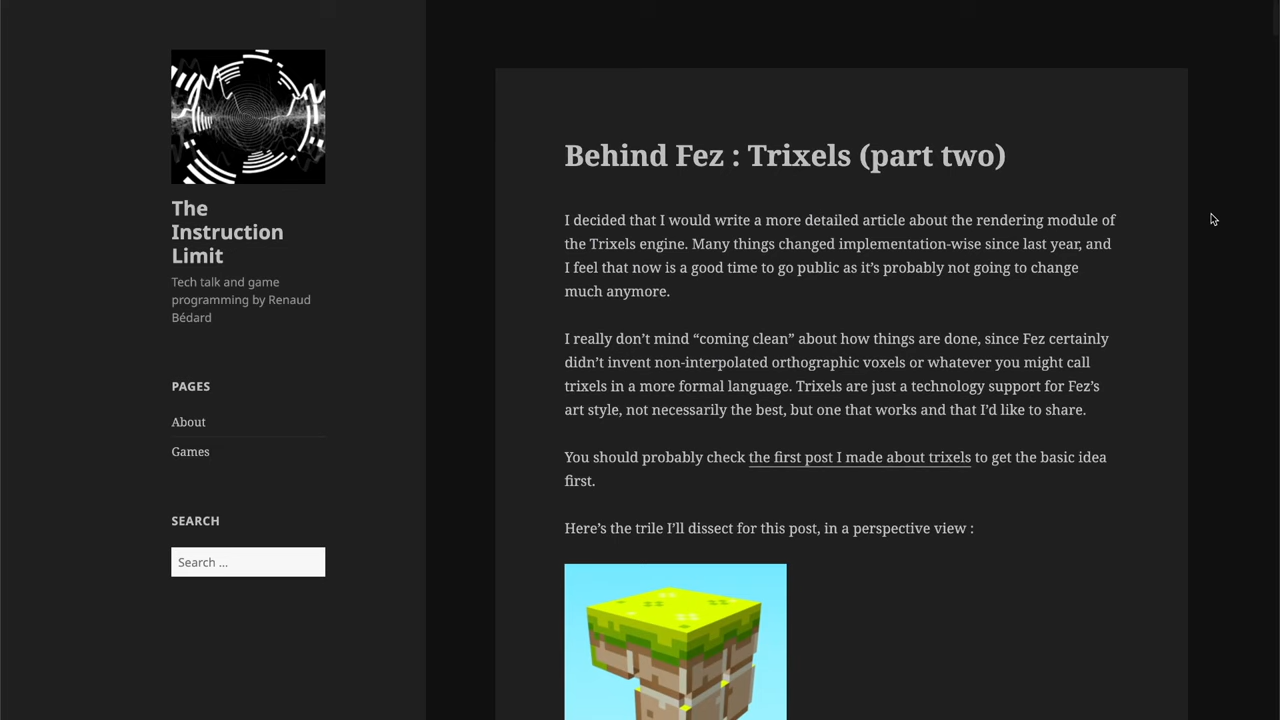 The
Instruction
Limit
Tech talk and game
programming by Renaud
Bédard
PAGES
About
Games
SEARCH
Search ...
Behind Fez : Trixels (part two)
I decided that I would write a more detailed article about the rendering module of
the Trixels engine. Many things changed implementation-wise since last year, and
I feel that now is a good time to go public as it’s probably not going to change
much anymore.
I really don’t mind “coming clean” about how things are done, since Fez certainly
didn’t invent non-interpolated orthographic voxels or whatever you might call
trixels in a more formal language. Trixels are just a technology support for Fez’s
art style, not necessarily the best, but one that works and that I’d like to share.
You should probably check the first post I made about trixels to get the basic idea
first.
Here’s the trile I’ll dissect for this post, in a perspective view :